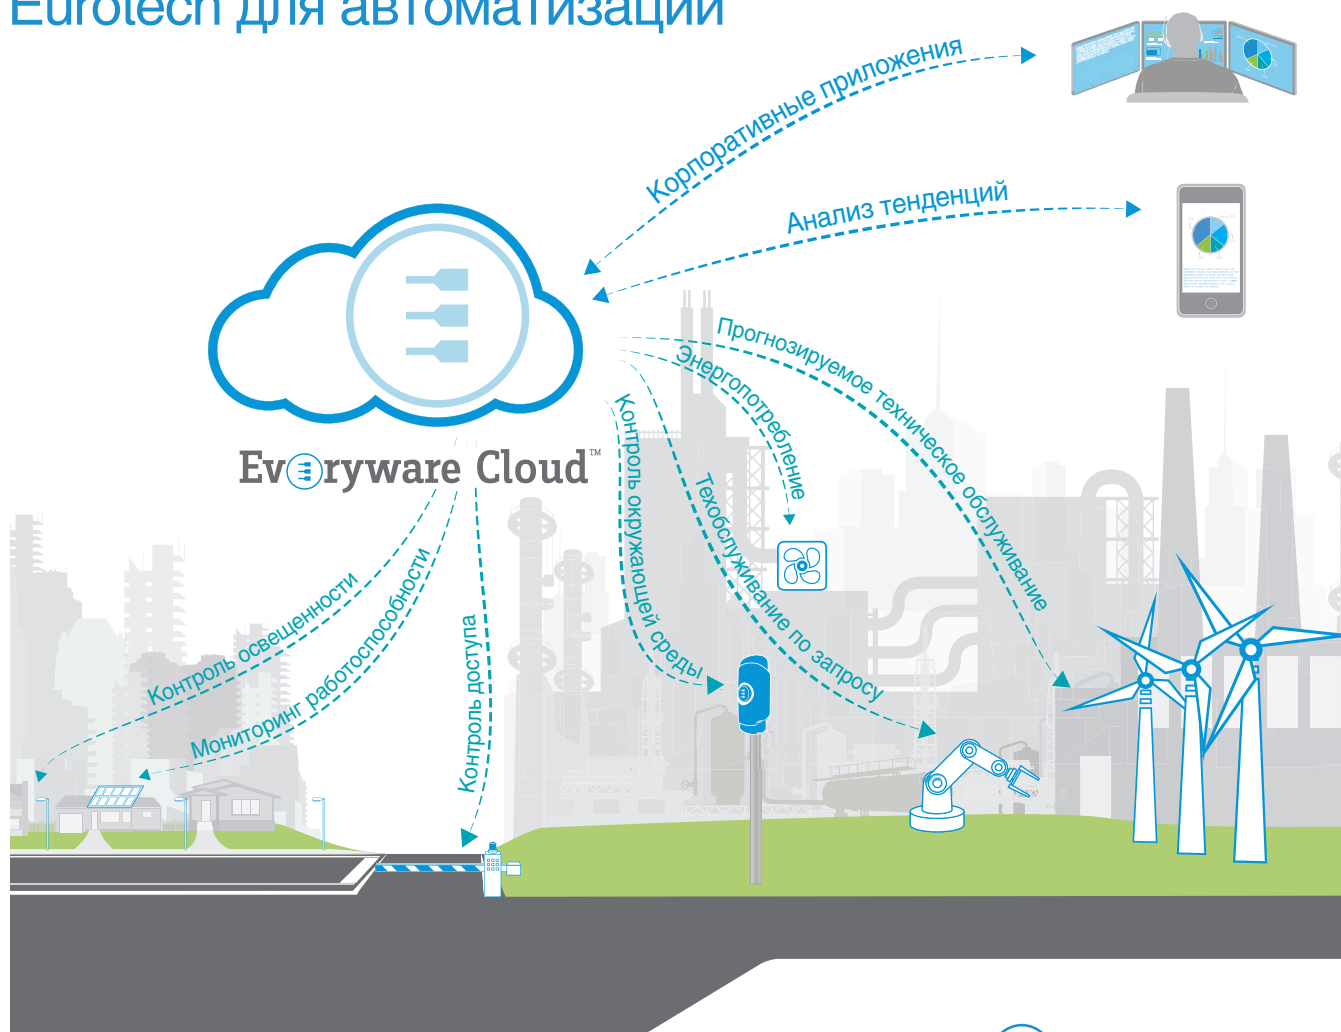 Eurotech для автоматизации
Корпоративные приложения
Анализ тенденций
Прогнозируемое техническое обслуживание
Энергопотребление
Контроль окружающей среды
Техобслуживание по запросу
Everyware Cloud™
Контроль освещенности
Мониторинг работоспособности
Контроль доступа